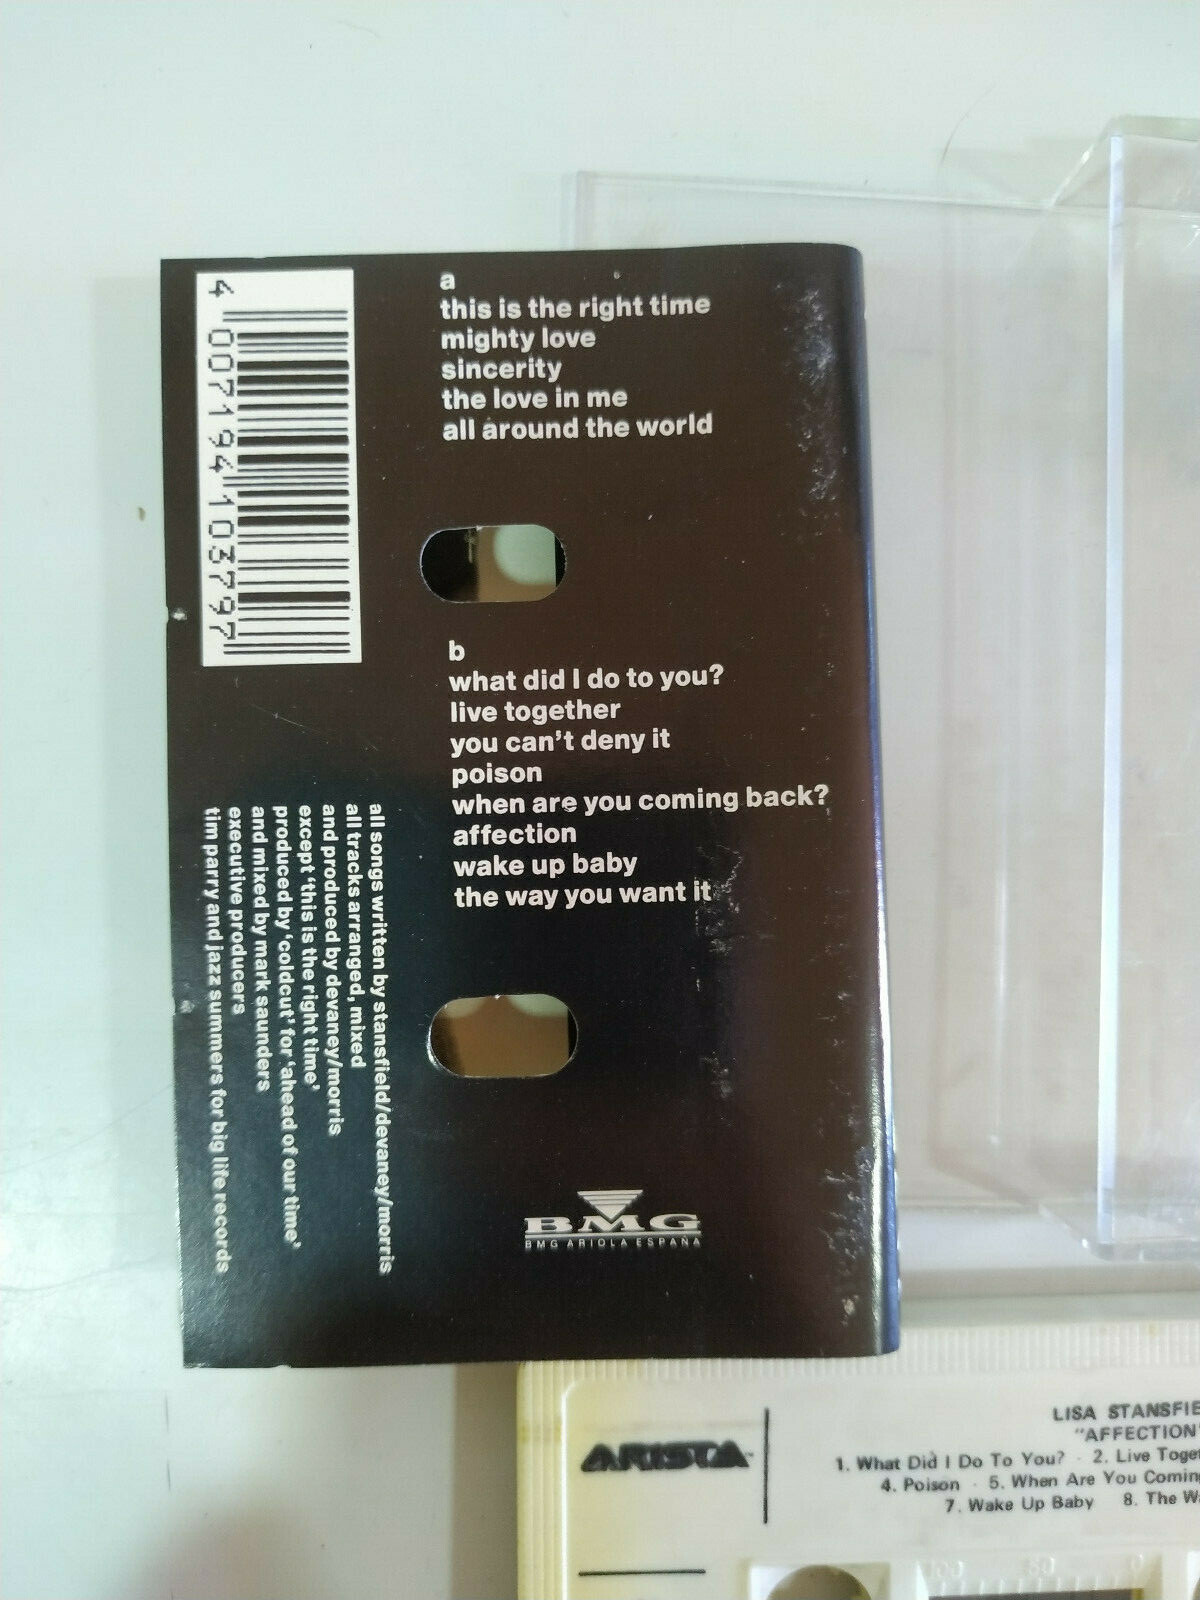 a
this is the right time
mighty love
sincerity
the love in me
all around the world
b
what did I do to you?
live together
you can't deny it
poison
when are you coming back?
affection
wake up baby
the way you want it
4 007194 103797
all songs written by stansfield/devaney/morris
all tracks arranged, mixed
and produced by devaney/morris
except 'this is the right time'
produced by 'coldcut' for 'ahead of our time'
and mixed by mark saunders
executive producers
tim parry and jazz summers for big life records
BMG
BMG ARIOLA ESPAÑA
ARISTA
LISA STANSFIE
"AFFECTION"
1. What Did I Do To You? · 2. Live Toget
4. Poison · 5. When Are You Coming
7. Wake Up Baby 8. The Wa
100 50 0